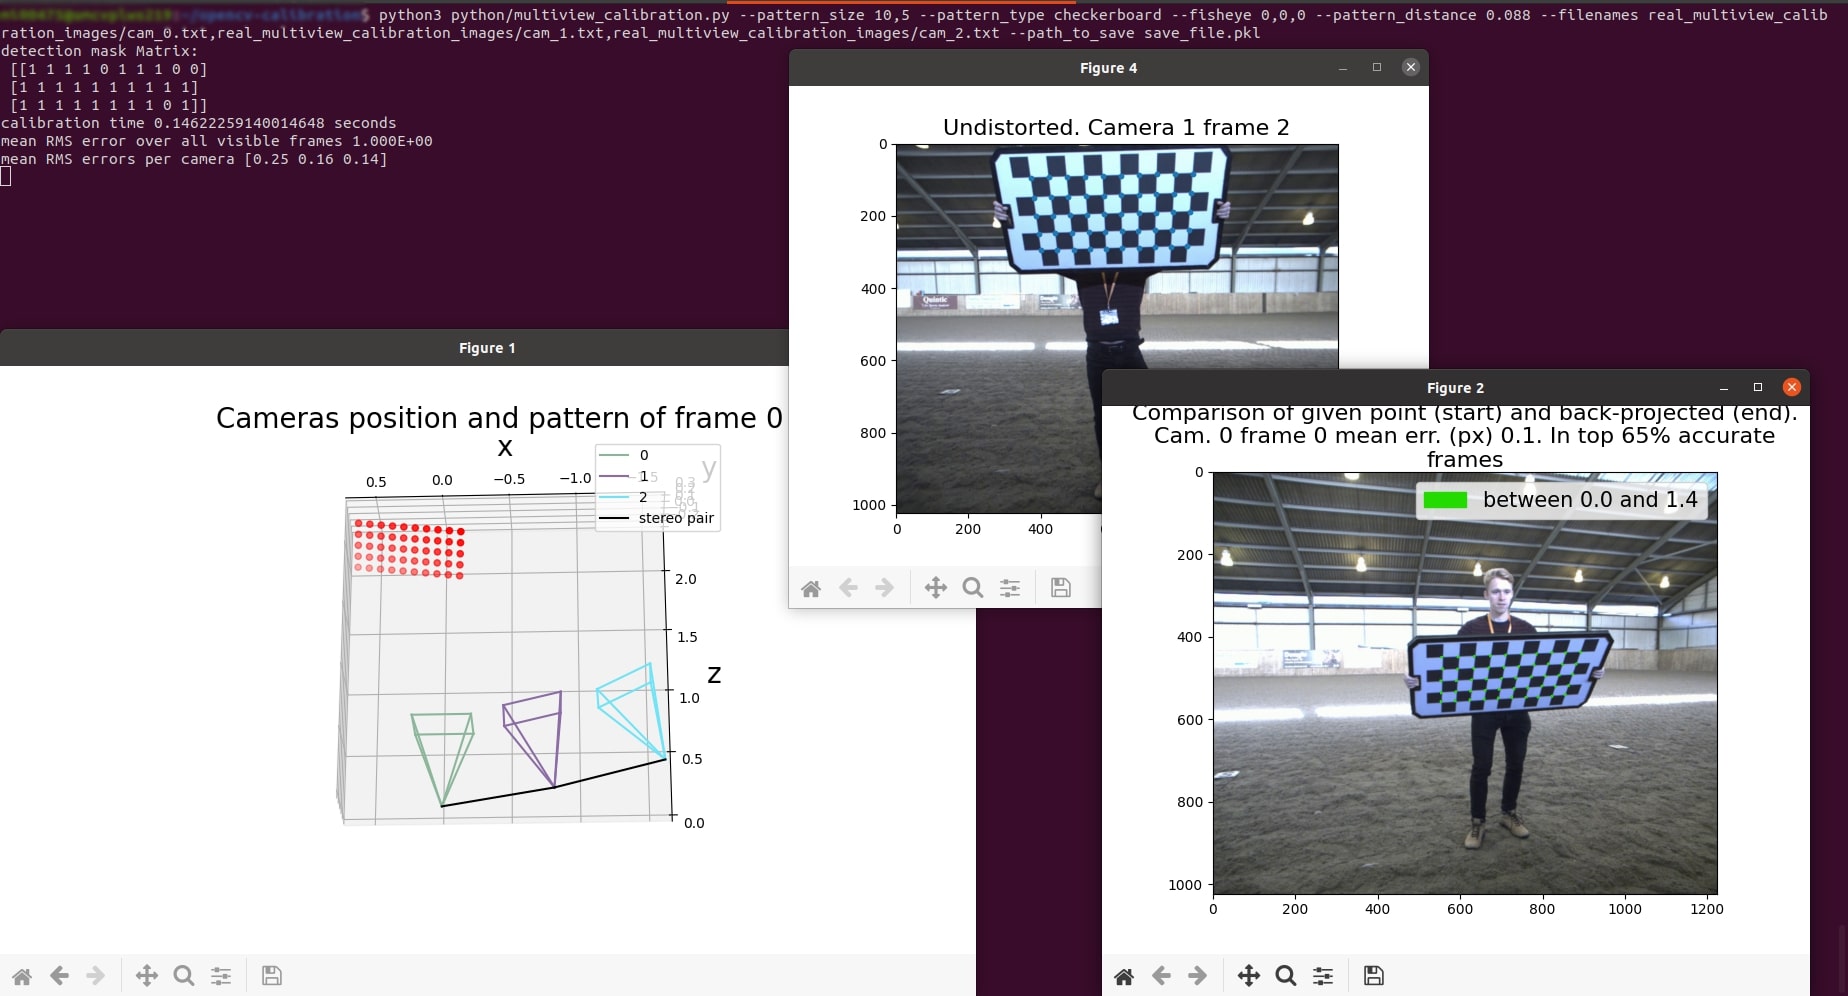 $ python3 python/multiview_calibration.py --pattern_size 10,5 --pattern_type checkerboard --fisheye 0,0,0 --pattern_distance 0.088 --filenames real_multiview_calib
ration_images/cam_0.txt,real_multiview_calibration_images/cam_1.txt,real_multiview_calibration_images/cam_2.txt --path_to_save save_file.pkl
detection mask Matrix:
[[1 1 1 1 0 1 1 1 0 0]
[1 1 1 1 1 1 1 1 1 1]
[1 1 1 1 1 1 1 1 0 1]]
calibration time 0.14622259140014648 seconds
mean RMS error over all visible frames 1.000E+00
mean RMS errors per camera [0.25 0.16 0.14]
Figure 4
Undistorted. Camera 1 frame 2
0
200
400
600
800
1000
0 200 400
Quintic
Figure 1
Cameras position and pattern of frame 0
x
y
z
0.5 0.0 −0.5 −1.0
0
1
2
stereo pair
2.0
1.5
1.0
0.5
0.0
Figure 2
Comparison of given point (start) and back-projected (end).
Cam. 0 frame 0 mean err. (px) 0.1. In top 65% accurate
frames
between 0.0 and 1.4
0
200
400
600
800
1000
0 200 400 600 800 1000 1200